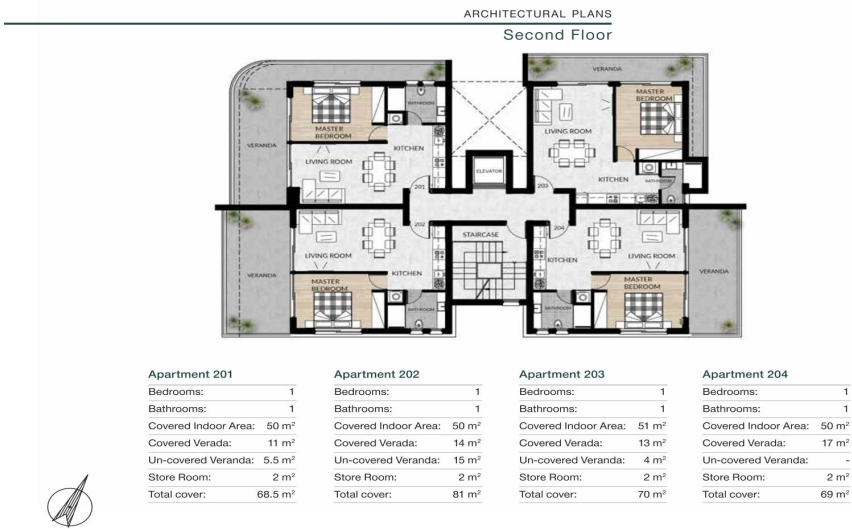 ARCHITECTURAL PLANS
Second Floor
VERANDA
MASTER BEDROOM
BATHROOM
LIVING ROOM
KITCHEN
VERANDA
201
ELEVATOR
VERANDA
MASTER BEDROOM
LIVING ROOM
KITCHEN
BATHROOM
203
202
LIVING ROOM
KITCHEN
VERANDA
MASTER BEDROOM
BATHROOM
STAIRCASE
204
KITCHEN
LIVING ROOM
VERANDA
MASTER BEDROOM
BATHROOM
Apartment 201
Bedrooms: 1
Bathrooms: 1
Covered Indoor Area: 50 m²
Covered Verada: 11 m²
Un-covered Veranda: 5.5 m²
Store Room: 2 m²
Total cover: 68.5 m²
Apartment 202
Bedrooms: 1
Bathrooms: 1
Covered Indoor Area: 50 m²
Covered Verada: 14 m²
Un-covered Veranda: 15 m²
Store Room: 2 m²
Total cover: 81 m²
Apartment 203
Bedrooms: 1
Bathrooms: 1
Covered Indoor Area: 51 m²
Covered Verada: 13 m²
Un-covered Veranda: 4 m²
Store Room: 2 m²
Total cover: 70 m²
Apartment 204
Bedrooms: 1
Bathrooms: 1
Covered Indoor Area: 50 m²
Covered Verada: 17 m²
Un-covered Veranda: -
Store Room: 2 m²
Total cover: 69 m²